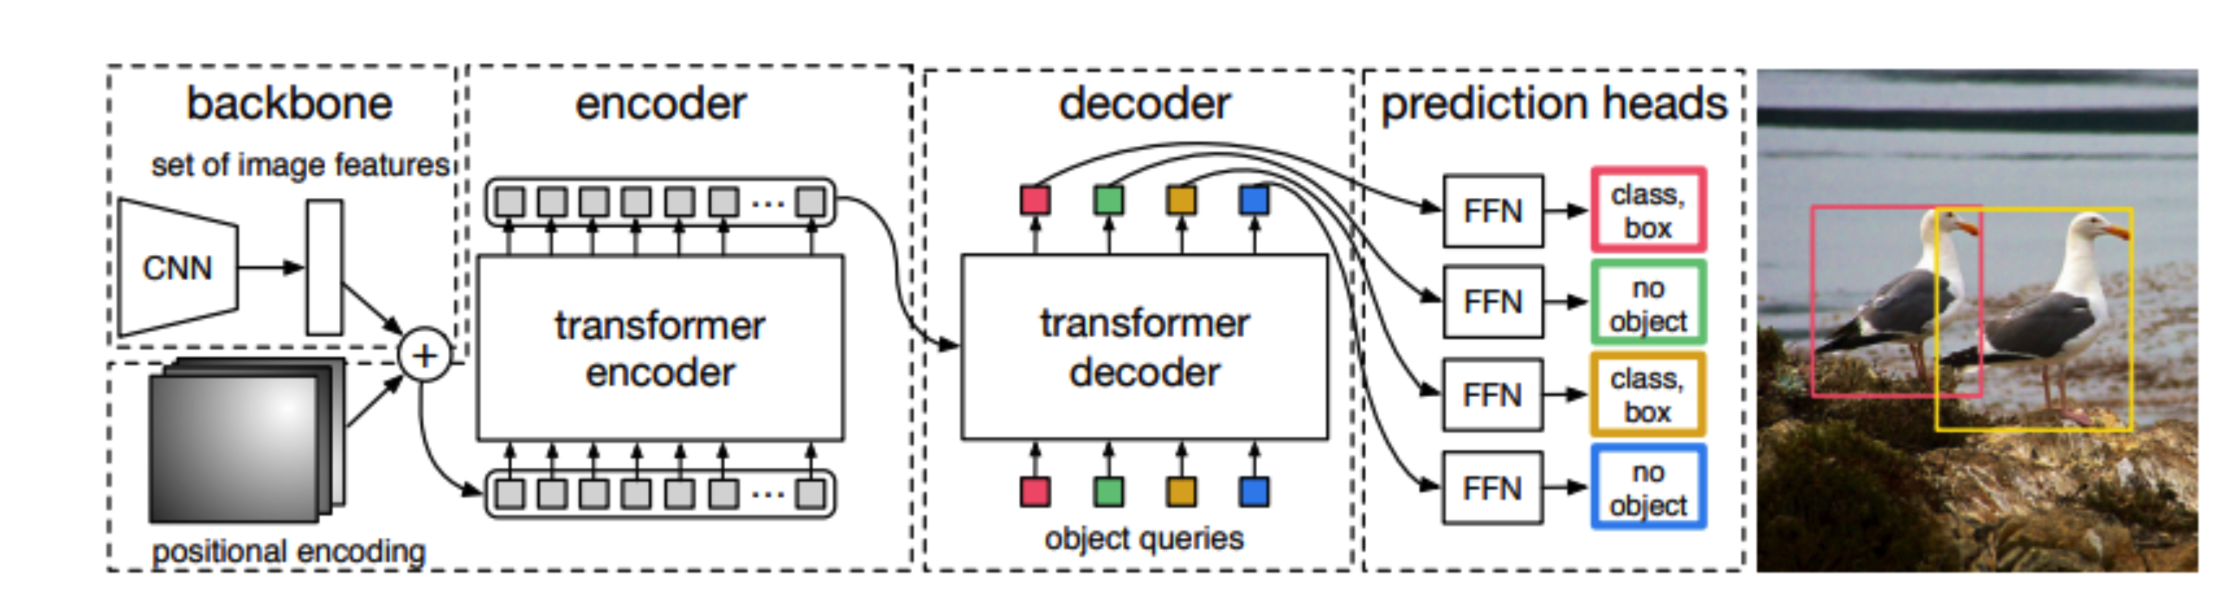 backbone
set of image features
CNN
+
positional encoding
encoder
...
transformer
encoder
...
decoder
transformer
decoder
object queries
prediction heads
FFN
class,
box
FFN
no
object
FFN
class,
box
FFN
no
object